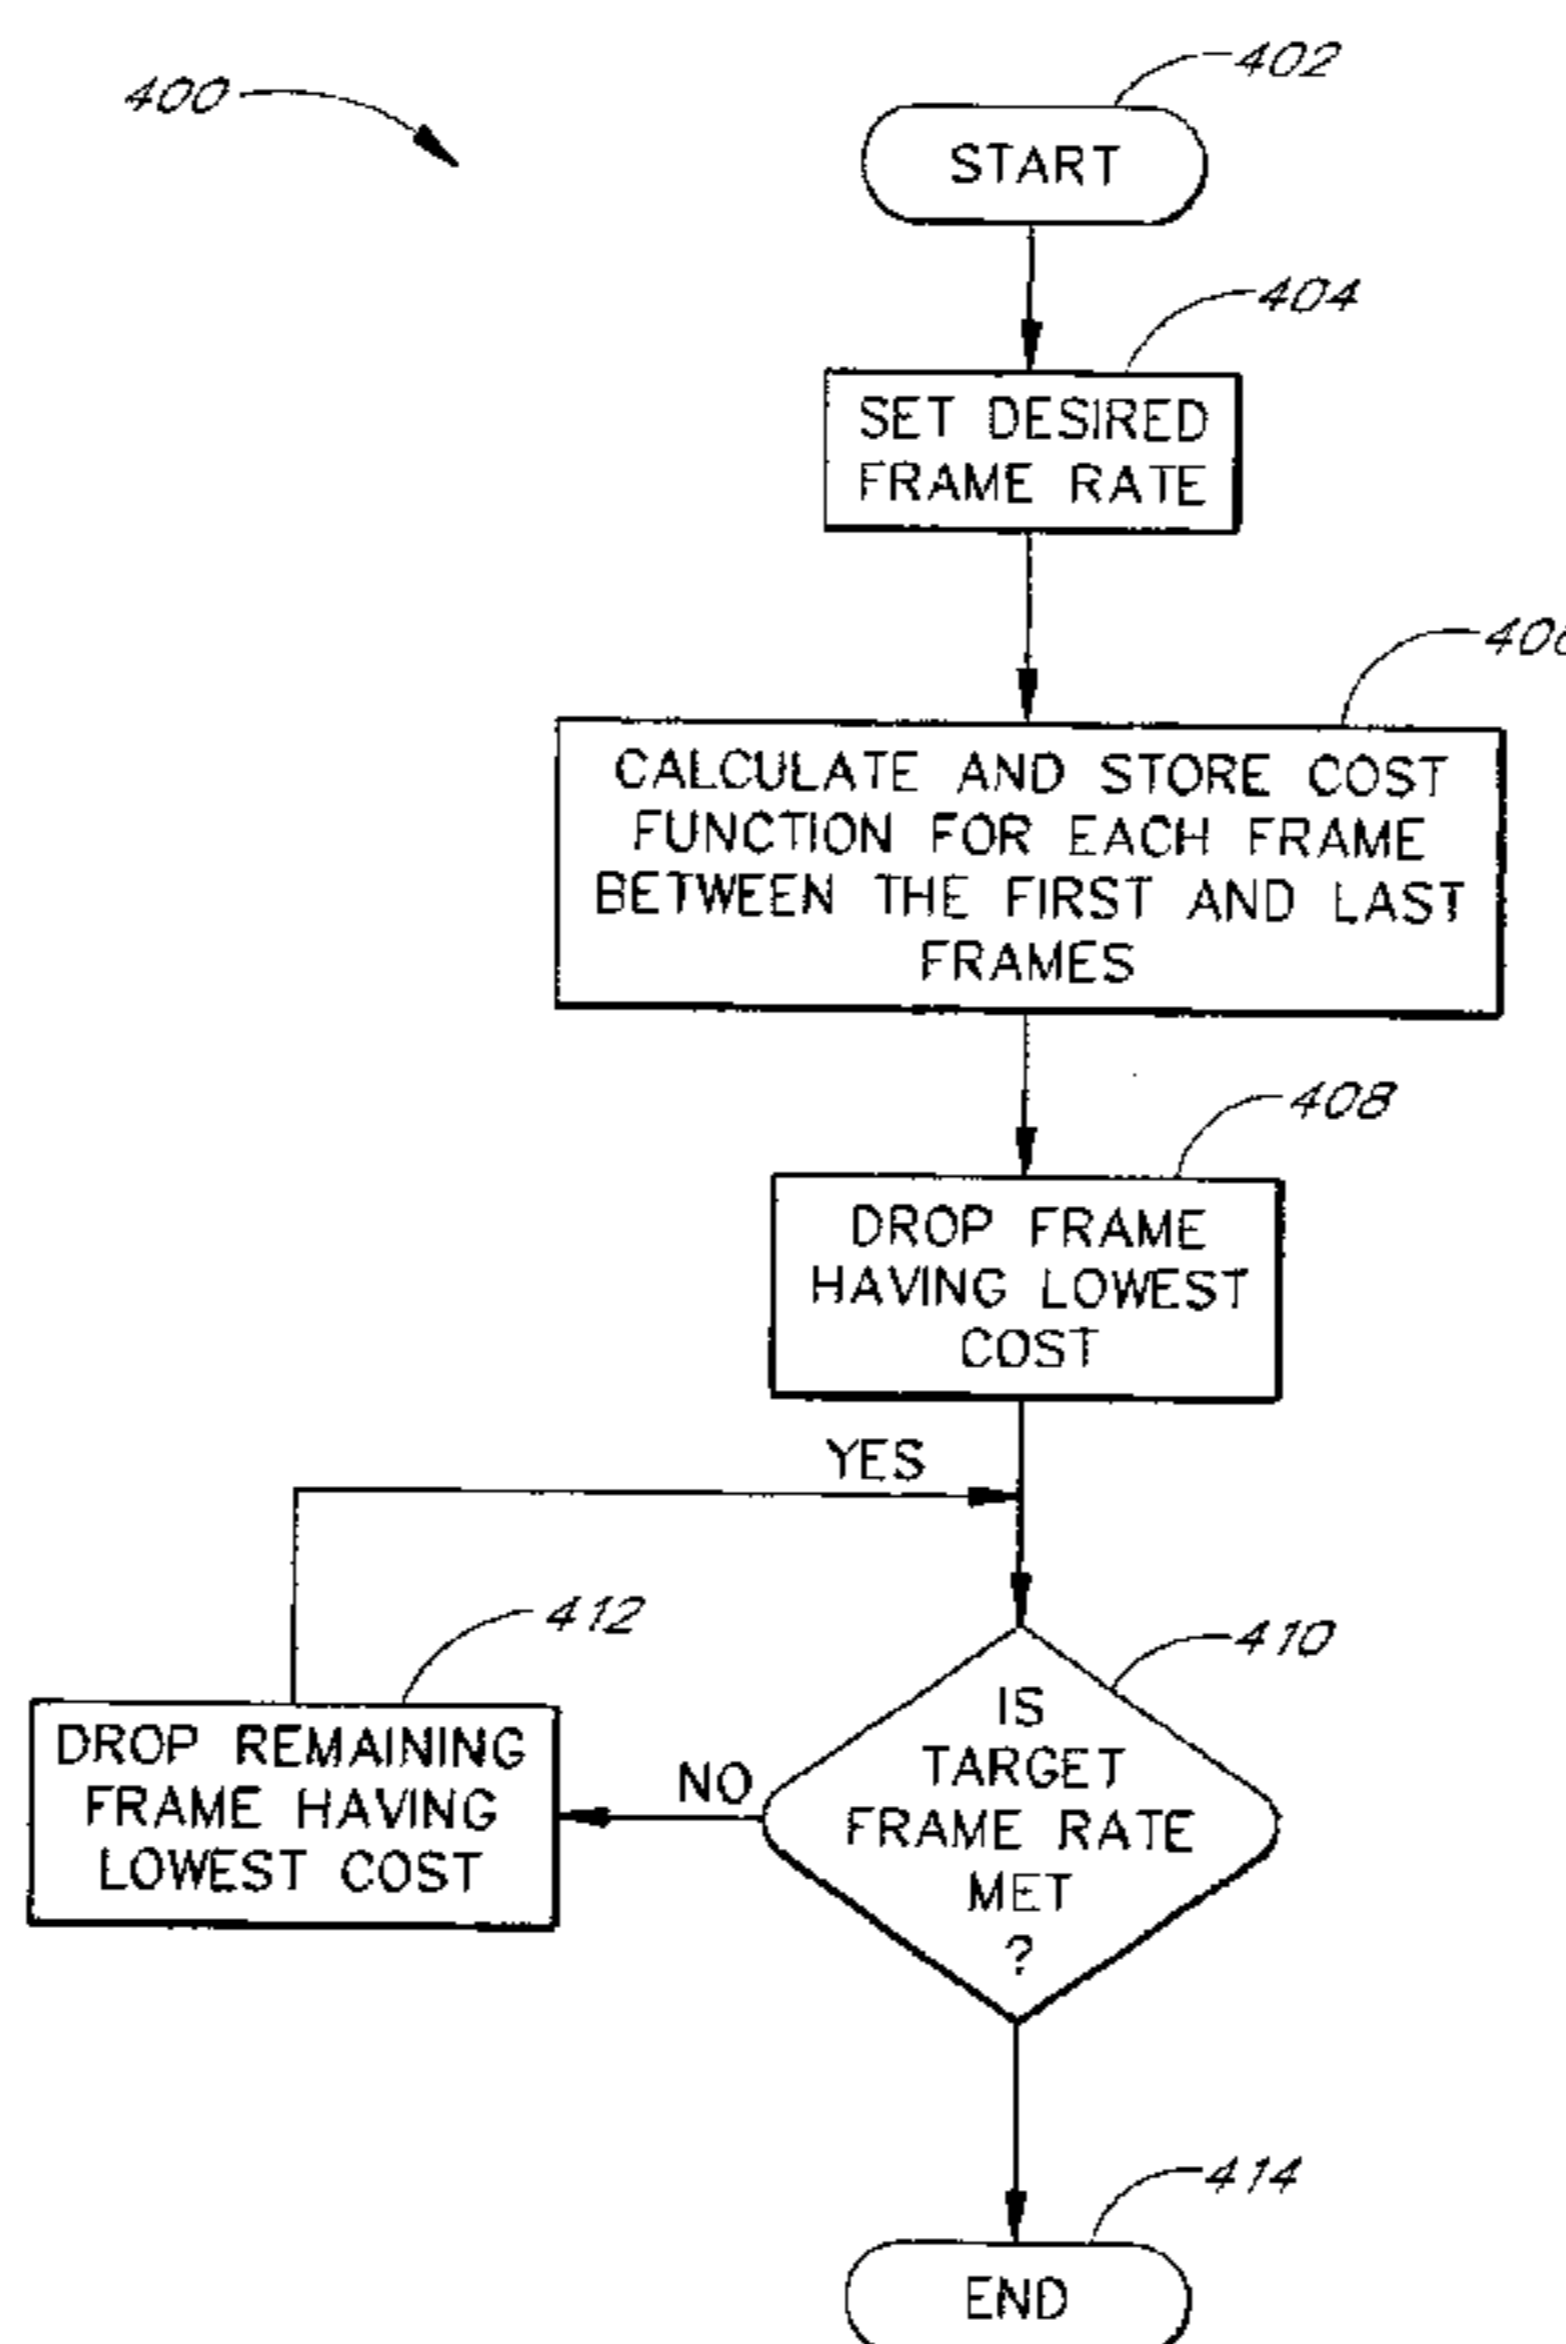 400
402
START
404
SET DESIRED
FRAME RATE
CALCULATE AND STORE COST
FUNCTION FOR EACH FRAME
BETWEEN THE FIRST AND LAST
FRAMES
408
DROP FRAME
HAVING LOWEST
COST
YES
412
410
DROP REMAINING
FRAME HAVING
LOWEST COST
NO
IS
TARGET
FRAME RATE
MET
?
414
END